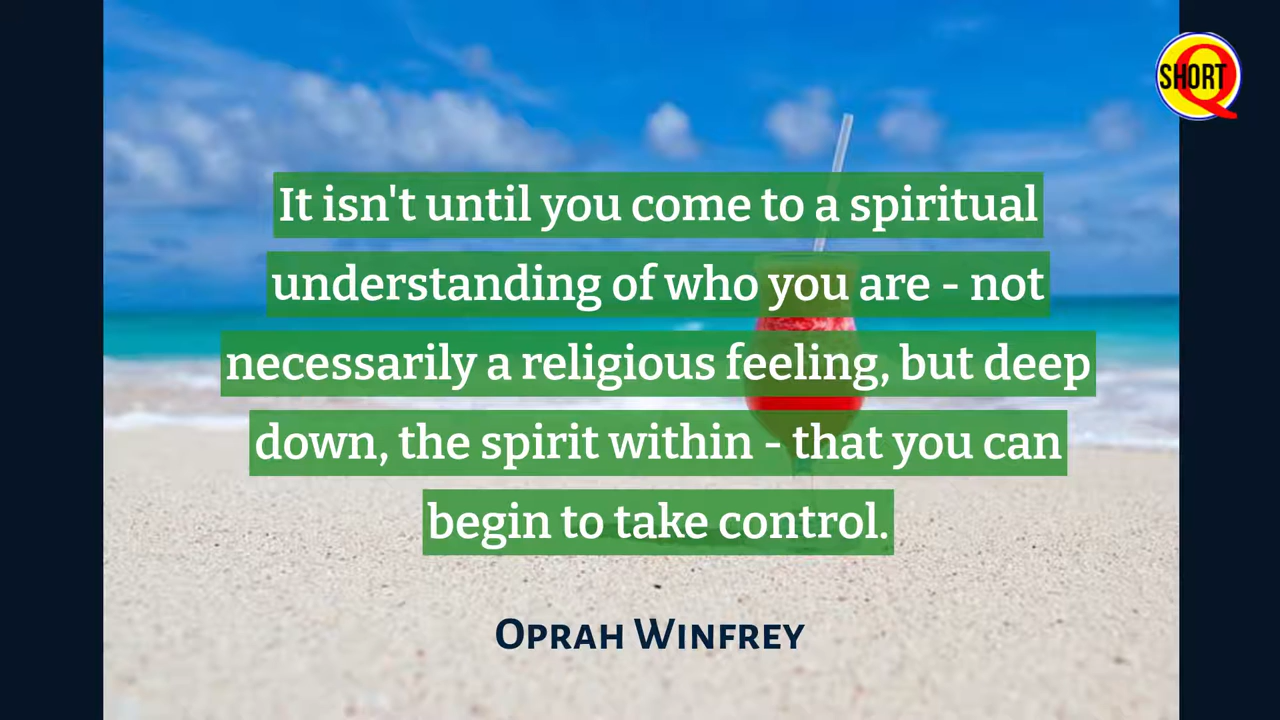 SHORT Q
It isn't until you come to a spiritual
understanding of who you are - not
necessarily a religious feeling, but deep
down, the spirit within - that you can
begin to take control.
Oprah Winfrey